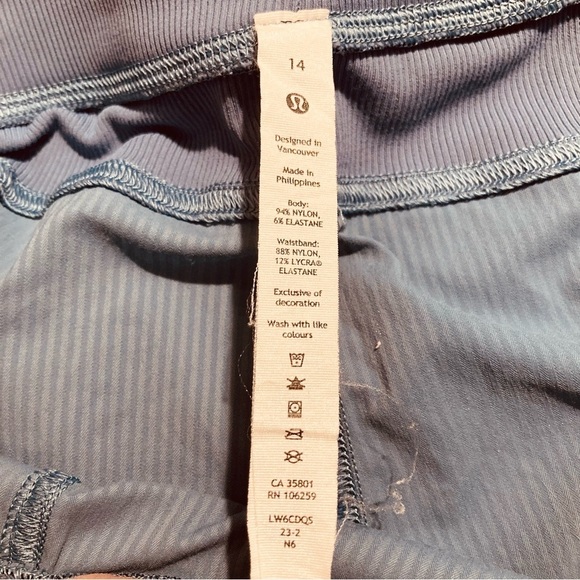 14
Designed in
Vancouver
Made in
Philippines
Body:
94% NYLON,
6% ELASTANE
Waistband:
88% NYLON,
12% LYCRA®
ELASTANE
Exclusive of
decoration
Wash with like
colours
CA 35801
RN 106259
LW6CDQS
23-2
N6